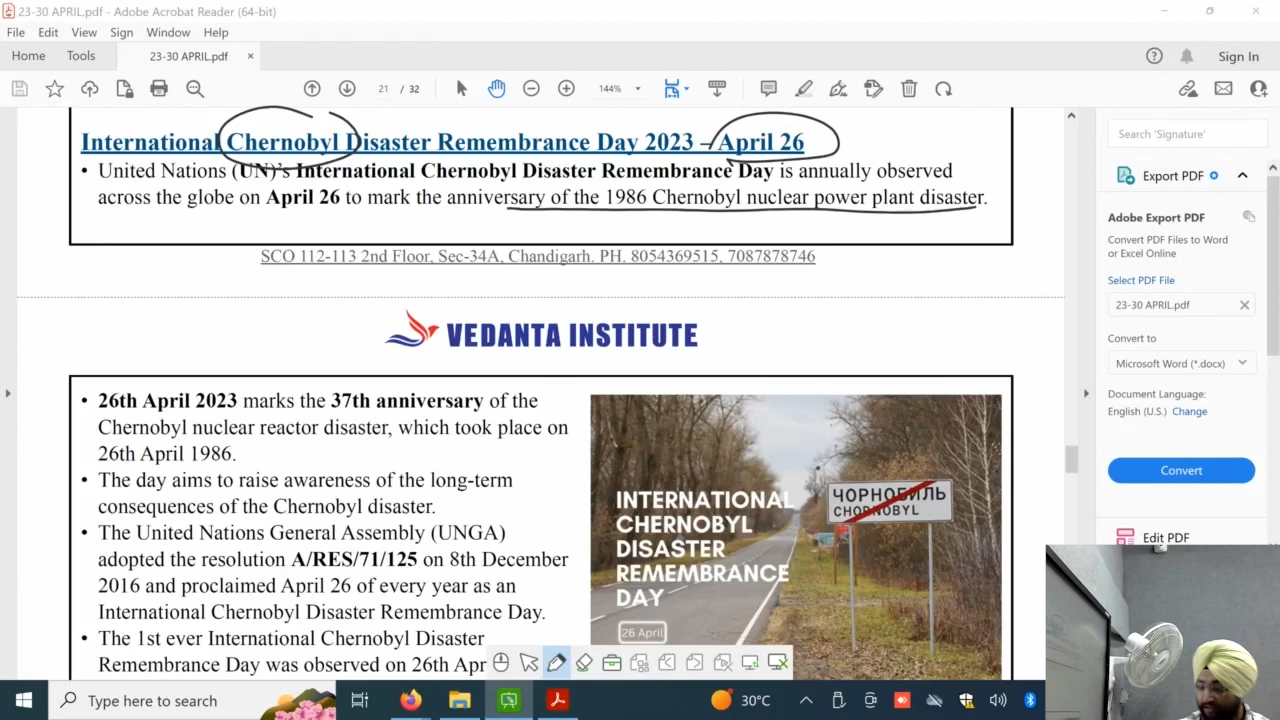 23-30 APRIL.pdf - Adobe Acrobat Reader (64-bit)
File Edit View Sign Window Help
Home Tools 23-30 APRIL.pdf × Sign In
21 / 32 144%
International Chernobyl Disaster Remembrance Day 2023 – April 26
• United Nations (UN)'s International Chernobyl Disaster Remembrance Day is annually observed
across the globe on April 26 to mark the anniversary of the 1986 Chernobyl nuclear power plant disaster.
SCO 112-113 2nd Floor, Sec-34A, Chandigarh. PH. 8054369515, 7087878746
VEDANTA INSTITUTE
• 26th April 2023 marks the 37th anniversary of the
Chernobyl nuclear reactor disaster, which took place on
26th April 1986.
• The day aims to raise awareness of the long-term
consequences of the Chernobyl disaster.
• The United Nations General Assembly (UNGA)
adopted the resolution A/RES/71/125 on 8th December
2016 and proclaimed April 26 of every year as an
International Chernobyl Disaster Remembrance Day.
• The 1st ever International Chernobyl Disaster
Remembrance Day was observed on 26th Apr
INTERNATIONAL
CHERNOBYL
DISASTER
REMEMBRANCE
DAY
26 April
ЧОРНОБИЛЬ
CHORNOBYL
Search 'Signature'
Export PDF
Adobe Export PDF
Convert PDF Files to Word
or Excel Online
Select PDF File
23-30 APRIL.pdf
Convert to
Microsoft Word (*.docx)
Document Language:
English (U.S.) Change
Convert
Edit PDF
Type here to search
30°C